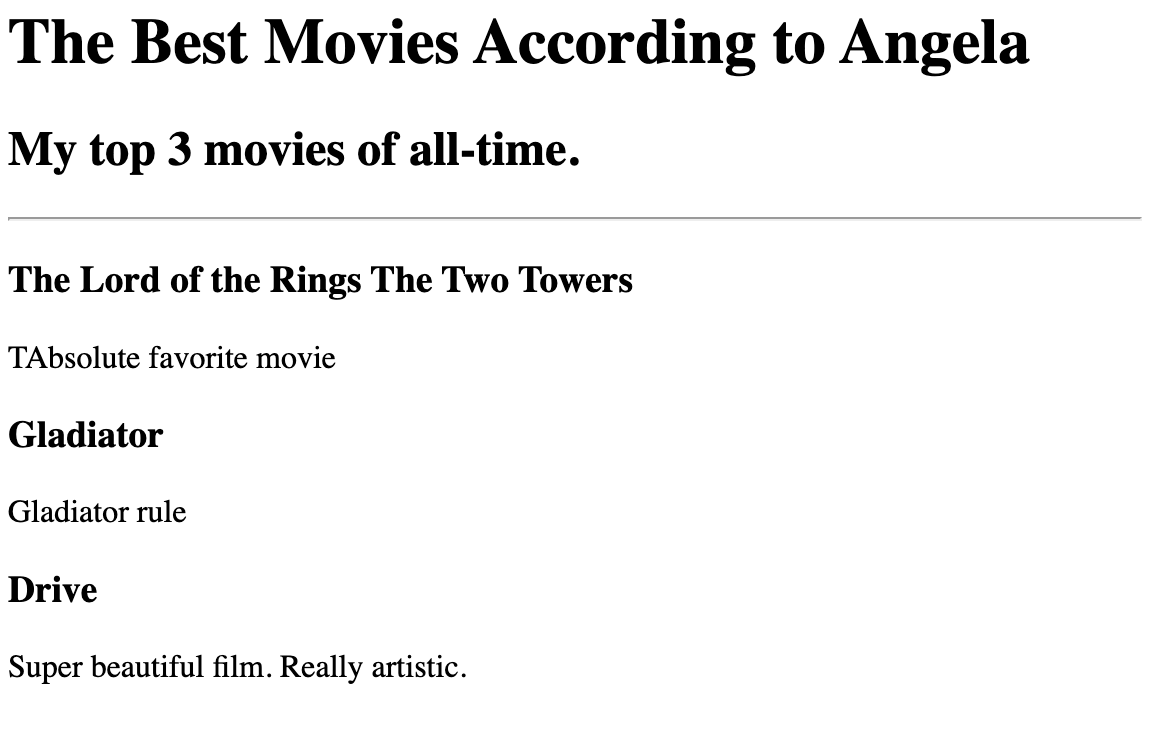 The Best Movies According to Angela
My top 3 movies of all-time.
The Lord of the Rings The Two Towers
TAbsolute favorite movie
Gladiator
Gladiator rule
Drive
Super beautiful film. Really artistic.